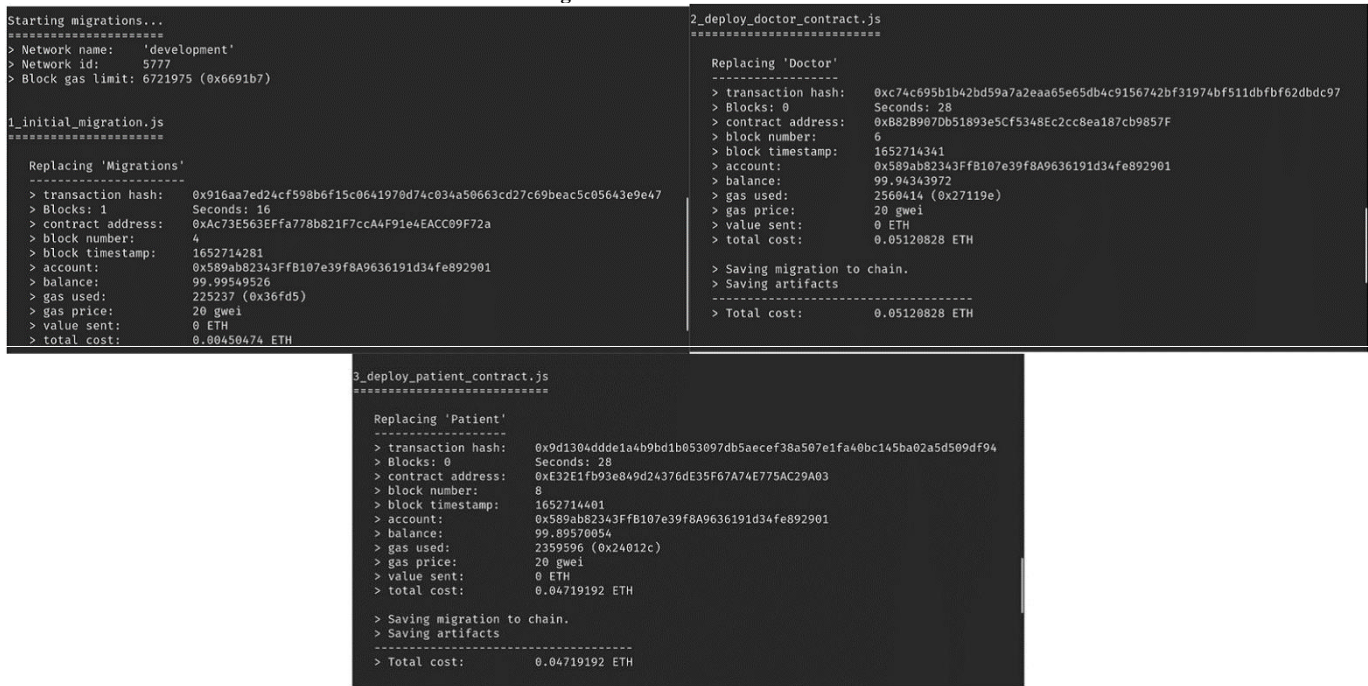 Starting migrations...
======================
> Network name:    'development'
> Network id:      5777
> Block gas limit: 6721975 (0x6691b7)
1_initial_migration.js
======================
Replacing 'Migrations'
----------------------
> transaction hash:    0x916aa7ed24cf598b6f15c0641970d74c034a50663cd27c69beac5c05643e9e47
> Blocks: 1            Seconds: 16
> contract address:    0xAc73E563EFfa778b821F7ccA4F91e4EACC09F72a
> block number:        4
> block timestamp:     1652714281
> account:             0x589ab82343FfB107e39f8A9636191d34fe892901
> balance:             99.99549526
> gas used:            225237 (0x36fd5)
> gas price:           20 gwei
> value sent:          0 ETH
> total cost:          0.00450474 ETH
2_deploy_doctor_contract.js
===========================
Replacing 'Doctor'
------------------
> transaction hash:    0xc74c695b1b42bd59a7a2eaa65e65db4c9156742bf31974bf511dbfbf62dbdc97
> Blocks: 0            Seconds: 28
> contract address:    0xB82B907Db51893e5Cf5348Ec2cc8ea187cb9857F
> block number:        6
> block timestamp:     1652714341
> account:             0x589ab82343FfB107e39f8A9636191d34fe892901
> balance:             99.94343972
> gas used:            2560414 (0x27119e)
> gas price:           20 gwei
> value sent:          0 ETH
> total cost:          0.05120828 ETH
> Saving migration to chain.
> Saving artifacts
-------------------------------------
> Total cost:          0.05120828 ETH
3_deploy_patient_contract.js
============================
Replacing 'Patient'
-------------------
> transaction hash:    0x9d1304ddde1a4b9bd1b053097db5aecef38a507e1fa40bc145ba02a5d509df94
> Blocks: 0            Seconds: 28
> contract address:    0xE32E1fb93e849d24376dE35F67A74E775AC29A03
> block number:        8
> block timestamp:     1652714401
> account:             0x589ab82343FfB107e39f8A9636191d34fe892901
> balance:             99.89570054
> gas used:            2359596 (0x24012c)
> gas price:           20 gwei
> value sent:          0 ETH
> total cost:          0.04719192 ETH
> Saving migration to chain.
> Saving artifacts
-------------------------------------
> Total cost:          0.04719192 ETH